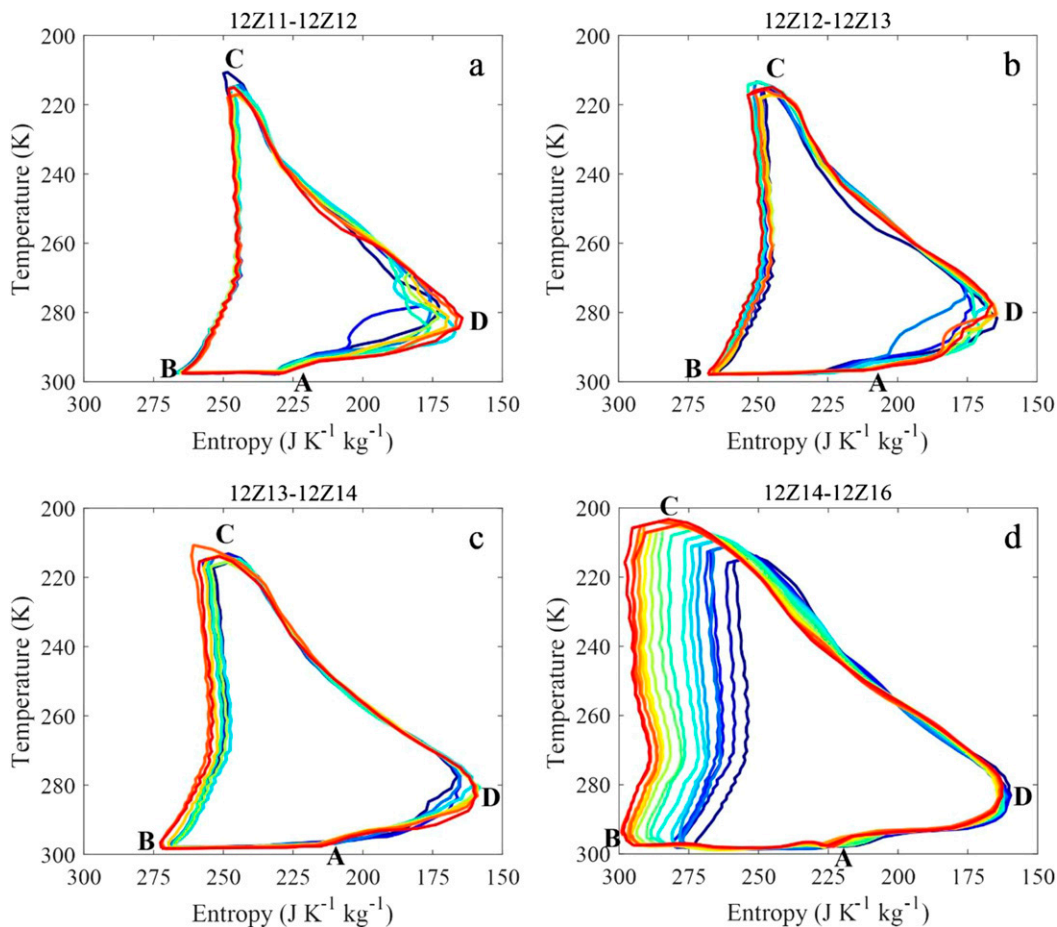 12Z11-12Z12
12Z12-12Z13
200
220
240
260
280
300
300
275
250
225
200
175
150
Temperature (K)
Entropy (J K⁻¹ kg⁻¹)
a
A
B
C
D
200
220
240
260
280
300
300
275
250
225
200
175
150
Temperature (K)
Entropy (J K⁻¹ kg⁻¹)
b
A
B
C
D
12Z13-12Z14
12Z14-12Z16
200
220
240
260
280
300
300
275
250
225
200
175
150
Temperature (K)
Entropy (J K⁻¹ kg⁻¹)
c
A
B
C
D
200
220
240
260
280
300
300
275
250
225
200
175
150
Temperature (K)
Entropy (J K⁻¹ kg⁻¹)
d
A
B
C
D